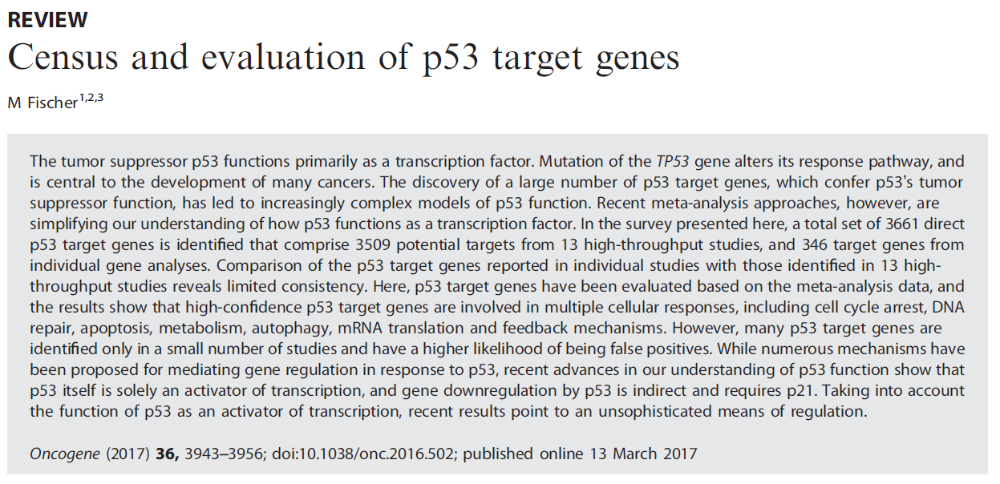 REVIEW
Census and evaluation of p53 target genes
M Fischer1,2,3
The tumor suppressor p53 functions primarily as a transcription factor. Mutation of the TP53 gene alters its response pathway, and
is central to the development of many cancers. The discovery of a large number of p53 target genes, which confer p53's tumor
suppressor function, has led to increasingly complex models of p53 function. Recent meta-analysis approaches, however, are
simplifying our understanding of how p53 functions as a transcription factor. In the survey presented here, a total set of 3661 direct
p53 target genes is identified that comprise 3509 potential targets from 13 high-throughput studies, and 346 target genes from
individual gene analyses. Comparison of the p53 target genes reported in individual studies with those identified in 13 high-
throughput studies reveals limited consistency. Here, p53 target genes have been evaluated based on the meta-analysis data, and
the results show that high-confidence p53 target genes are involved in multiple cellular responses, including cell cycle arrest, DNA
repair, apoptosis, metabolism, autophagy, mRNA translation and feedback mechanisms. However, many p53 target genes are
identified only in a small number of studies and have a higher likelihood of being false positives. While numerous mechanisms have
been proposed for mediating gene regulation in response to p53, recent advances in our understanding of p53 function show that
p53 itself is solely an activator of transcription, and gene downregulation by p53 is indirect and requires p21. Taking into account
the function of p53 as an activator of transcription, recent results point to an unsophisticated means of regulation.
Oncogene (2017) 36, 3943–3956; doi:10.1038/onc.2016.502; published online 13 March 2017